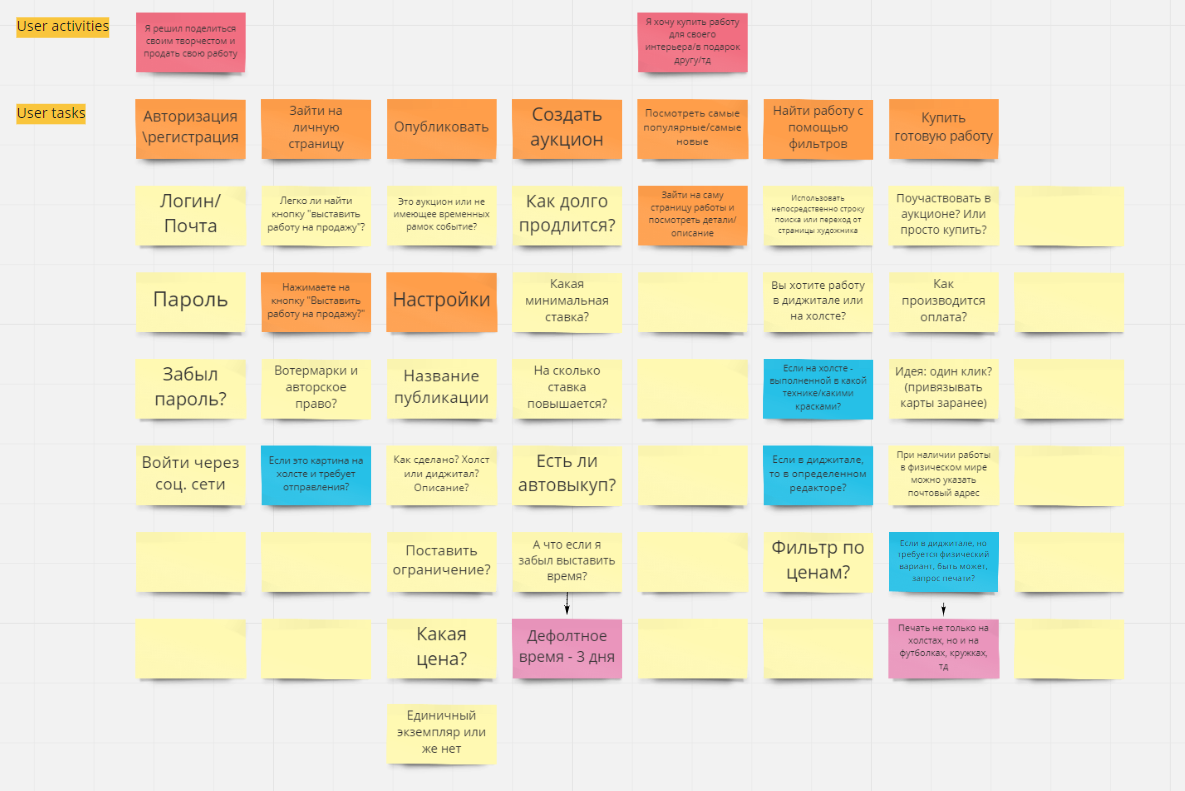 User activities
Я решил поделиться
своим творчеством и
продать свою работу
Я хочу купить работу
для своего
интерьера/в подарок
другу/тд
User tasks
Авторизация
\регистрация
Зайти на
личную
страницу
Опубликовать
Создать
аукцион
Посмотреть самые
популярные/самые
новые
Найти работу с
помощью
фильтров
Купить
готовую работу
Логин/
Почта
Легко ли найти
кнопку "выставить
работу на продажу"?
Это аукцион или не
имеющее временных
рамок событие?
Как долго
продлится?
Зайти на саму
страницу работы и
посмотреть детали/
описание
Использовать
непосредственно строку
поиска или переход от
страницы художника
Поучаствовать в
аукционе? Или
просто купить?
Пароль
Нажимаете на
кнопку "Выставить
работу на продажу?"
Настройки
Какая
минимальная
ставка?
Вы хотите работу
в диджитале или
на холсте?
Как
производится
оплата?
Забыл
пароль?
Вотермарки и
авторское
право?
Название
публикации
На сколько
ставка
повышается?
Если на холсте -
выполненной в какой
технике/какими
красками?
Идея: один клик?
(привязывать
карты заранее)
Войти через
соц. сети
Если это картина на
холсте и требует
отправления?
Как сделано? Холст
или диджитал?
Описание?
Есть ли
автовыкуп?
Если в диджитале,
то в определенном
редакторе?
При наличии работы
в физическом мире
можно указать
почтовый адрес
Поставить
ограничение?
А что если я
забыл выставить
время?
Фильтр по
ценам?
Если в диджитале, но
требуется физический
вариант, быть может,
запрос печати?
Какая
цена?
Дефолтное
время - 3 дня
Печать не только на
холстах, но и на
футболках, кружках,
тд
Единичный
экземпляр или
же нет